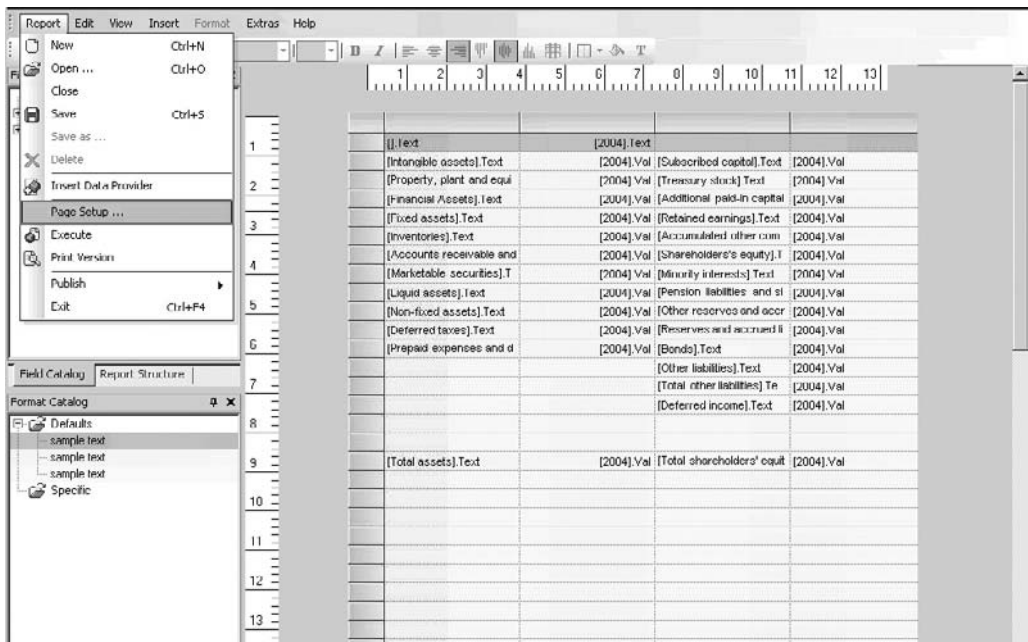 Report Edit View Insert Format Extras Help
New Ctrl+N
Open ... Ctrl+O
Close
Save Ctrl+S
Save as ...
Delete
Insert Data Provider
Page Setup ...
Execute
Print Version
Publish
Exit Ctrl+F4
B I T
1 2 3 4 5 6 7 8 9 10 11 12 13
[].Text [2004].Text
[Intangible assets].Text [2004].Val [Subscribed capital].Text [2004].Val
[Property, plant and equi [2004].Val [Treasury stock].Text [2004].Val
[Financial Assets].Text [2004].Val [Additional paid-in capital [2004].Val
[Fixed assets].Text [2004].Val [Retained earnings].Text [2004].Val
[Inventories].Text [2004].Val [Accumulated other com [2004].Val
[Accounts receivable and [2004].Val [Shareholders's equity].T [2004].Val
[Marketable securities].T [2004].Val [Minority interests].Text [2004].Val
[Liquid assets].Text [2004].Val [Pension liabilities and si [2004].Val
[Non-fixed assets].Text [2004].Val [Other reserves and accr [2004].Val
[Deferred taxes].Text [2004].Val [Reserves and accrued li [2004].Val
[Prepaid expenses and d [2004].Val [Bonds].Text [2004].Val
[Other liabilities].Text [2004].Val
[Total other liabilities].Te [2004].Val
[Deferred income].Text [2004].Val
[Total assets].Text [2004].Val [Total shareholders' equit [2004].Val
1
2
3
4
5
6
7
8
9
10
11
12
13
Field Catalog Report Structure
Format Catalog
Defaults
sample text
sample text
sample text
Specific